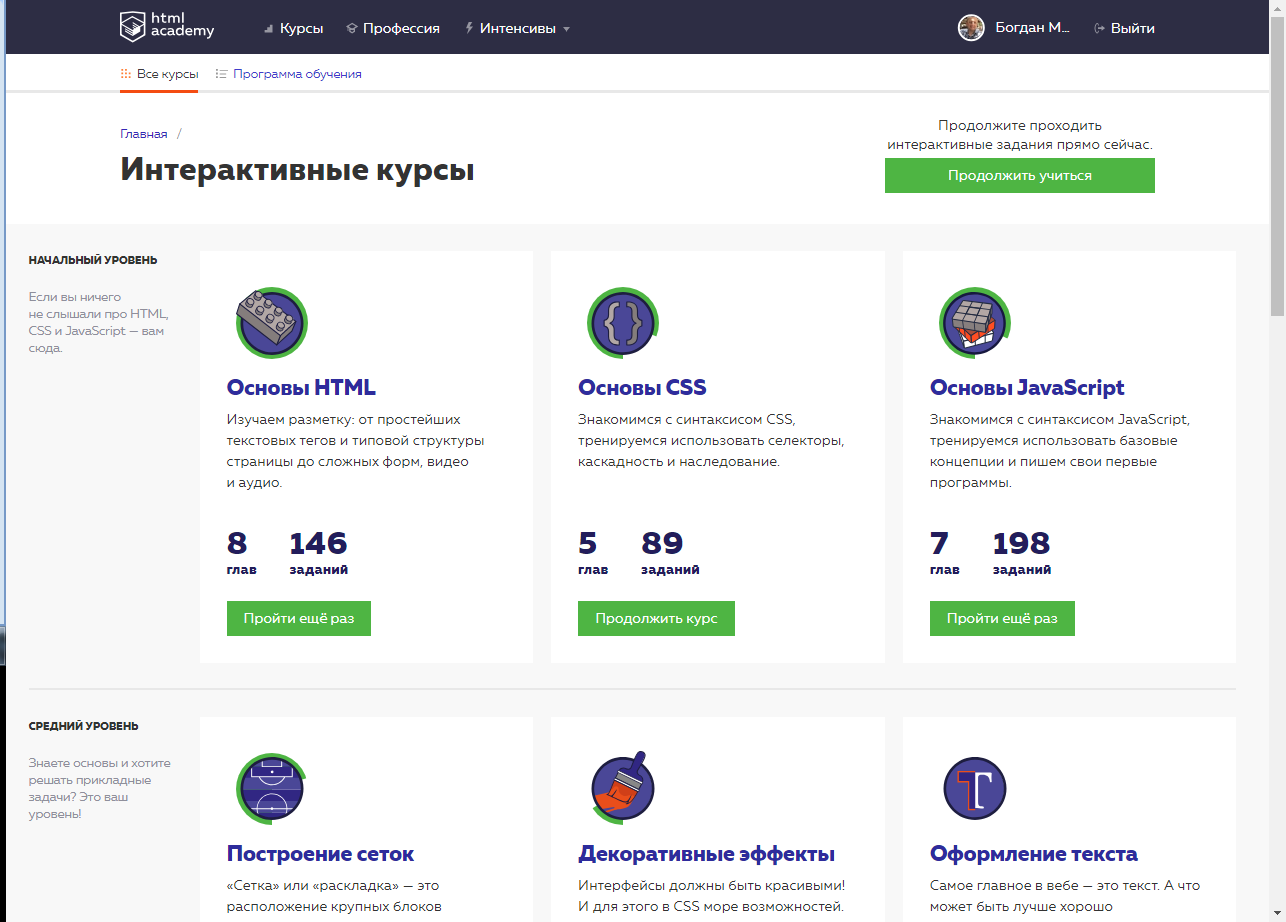 html
academy
Курсы
Профессия
Интенсивы
Богдан М...
Выйти
Все курсы
Программа обучения
Главная /
Интерактивные курсы
Продолжите проходить
интерактивные задания прямо сейчас.
Продолжить учиться
НАЧАЛЬНЫЙ УРОВЕНЬ
Если вы ничего
не слышали про HTML,
CSS и JavaScript — вам
сюда.
Основы HTML
Изучаем разметку: от простейших
текстовых тегов и типовой структуры
страницы до сложных форм, видео
и аудио.
8 146
глав заданий
Пройти ещё раз
Основы CSS
Знакомимся с синтаксисом CSS,
тренируемся использовать селекторы,
каскадность и наследование.
5 89
глав заданий
Продолжить курс
Основы JavaScript
Знакомимся с синтаксисом JavaScript,
тренируемся использовать базовые
концепции и пишем свои первые
программы.
7 198
глав заданий
Пройти ещё раз
СРЕДНИЙ УРОВЕНЬ
Знаете основы и хотите
решать прикладные
задачи? Это ваш
уровень!
Построение сеток
«Сетка» или «раскладка» — это
расположение крупных блоков
Декоративные эффекты
Интерфейсы должны быть красивыми!
И для этого в CSS море возможностей.
T
Оформление текста
Самое главное в вебе — это текст. А что
может быть лучше хорошо